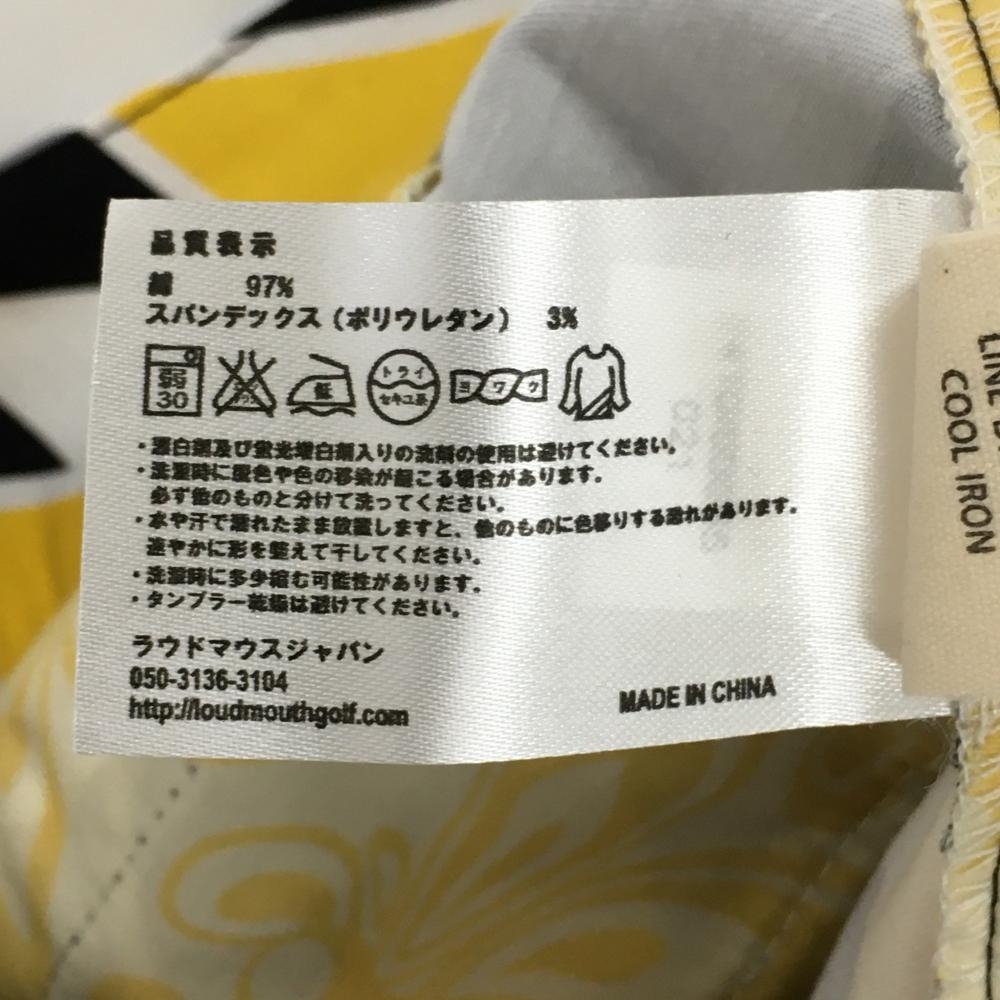 品質表示
綿 97%
スパンデックス（ポリウレタン） 3%
弱
30
低
ドライ
セキユ系
ヨワク
・漂白剤及び蛍光増白剤入りの洗剤の使用は避けてください。
・洗濯時に湿色や色の移染が起こる場合があります。
必ず他のものと分けて洗ってください。
・水や汗で濡れたまま放置しますと、他のものに色移りする恐れがあります。
速やかに形を整えて干してください。
・洗濯時に多少縮む可能性があります。
・タンブラー乾燥は避けてください。
ラウドマウスジャパン
050-3136-3104
http://loudmouthgolf.com
MADE IN CHINA
LINE
COOL IRON